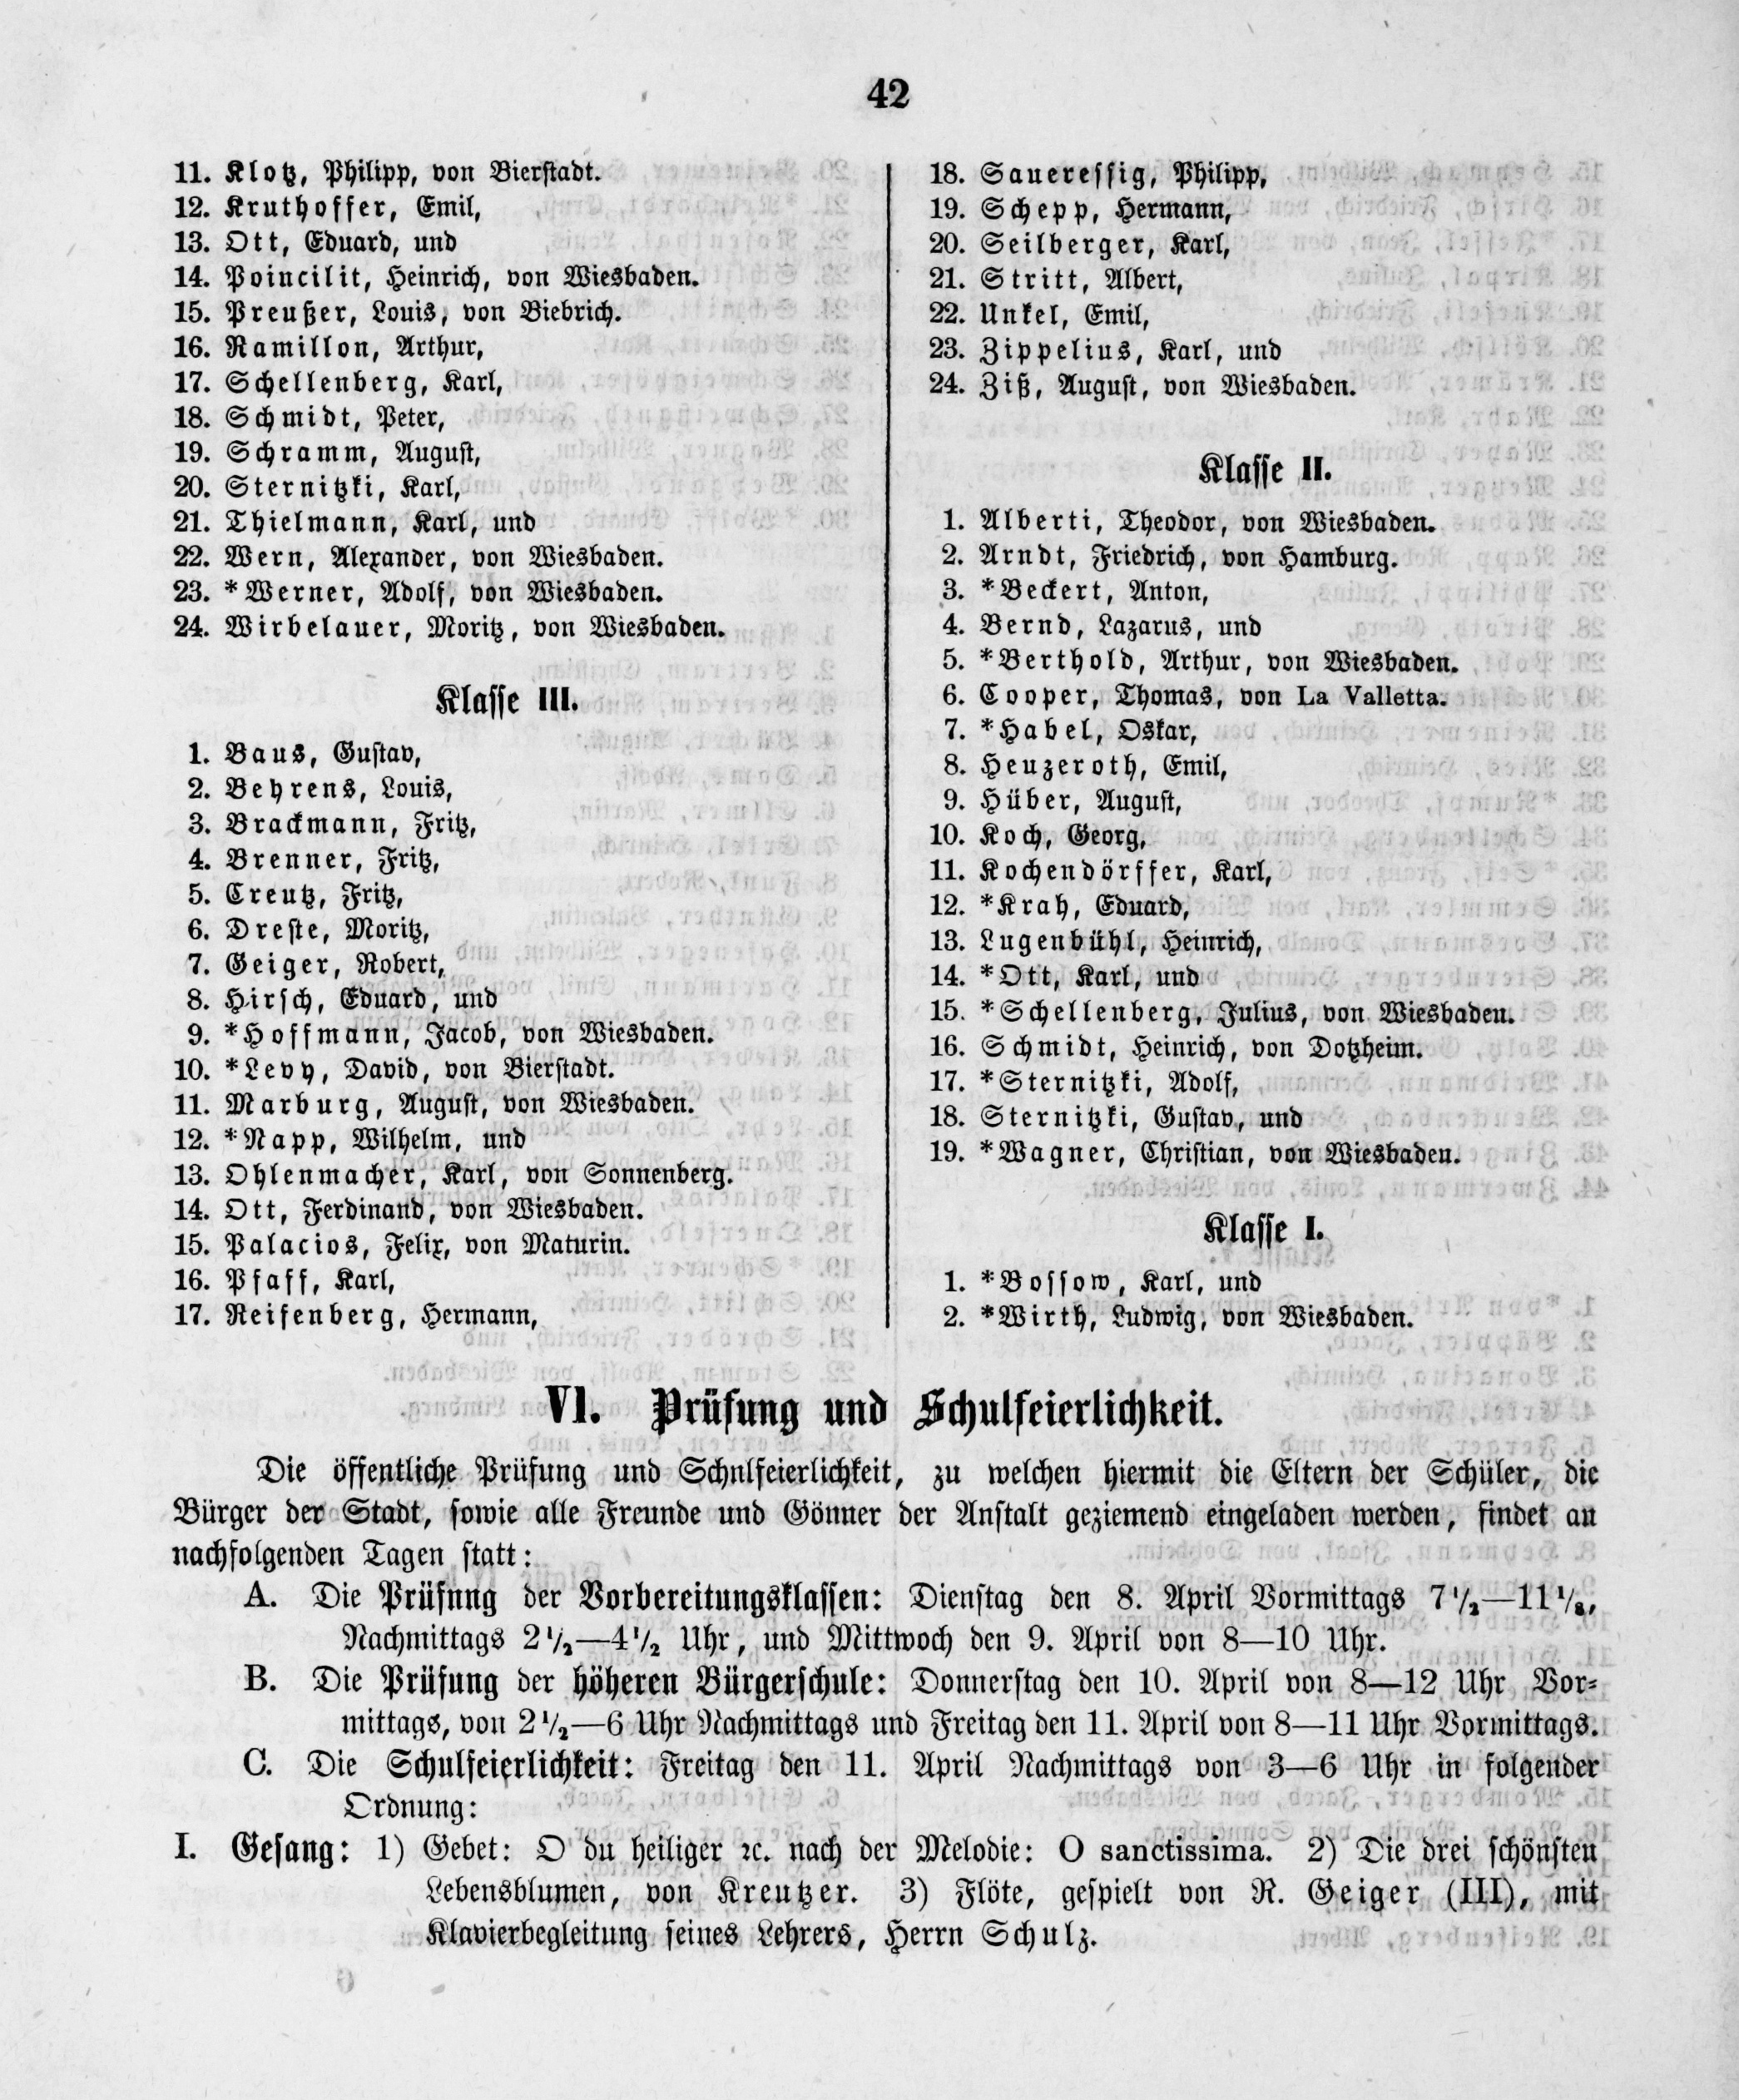 42
11. Klotz, Philipp, von Bierstadt.
12. Kruthoffer, Emil,
13. Ott, Eduard, und
14. Poincilit, Heinrich, von Wiesbaden.
15. Preußer, Louis, von Biebrich.
16. Ramillon, Arthur,
17. Schellenberg, Karl,
18. Schmidt, Peter,
19. Schramm, August,
20. Sternitzki, Karl,
21. Thielmann, Karl, und
22. Wern, Alexander, von Wiesbaden.
23. *Werner, Adolf, von Wiesbaden.
24. Wirbelauer, Moritz, von Wiesbaden.
Klasse III.
1. Baus, Gustav,
2. Behrens, Louis,
3. Brackmann, Fritz,
4. Brenner, Fritz,
5. Creutz, Fritz,
6. Dreste, Moritz,
7. Geiger, Robert,
8. Hirsch, Eduard, und
9. *Hoffmann, Jacob, von Wiesbaden.
10. *Levy, David, von Bierstadt.
11. Marburg, August, von Wiesbaden.
12. *Napp, Wilhelm, und
13. Ohlenmacher, Karl, von Sonnenberg.
14. Ott, Ferdinand, von Wiesbaden.
15. Palacios, Felix, von Maturin.
16. Pfaff, Karl,
17. Reifenberg, Hermann,
18. Saueressig, Philipp,
19. Schepp, Hermann,
20. Seilberger, Karl,
21. Stritt, Albert,
22. Unkel, Emil,
23. Zippelius, Karl, und
24. Ziß, August, von Wiesbaden.
Klasse II.
1. Alberti, Theodor, von Wiesbaden.
2. Arndt, Friedrich, von Hamburg.
3. *Beckert, Anton,
4. Bernd, Lazarus, und
5. *Berthold, Arthur, von Wiesbaden.
6. Cooper, Thomas, von La Valletta.
7. *Habel, Oskar,
8. Heuzeroth, Emil,
9. Hüber, August,
10. Koch, Georg,
11. Kochendörffer, Karl,
12. *Krah, Eduard,
13. Lugenbühl, Heinrich,
14. *Ott, Karl, und
15. *Schellenberg, Julius, von Wiesbaden.
16. Schmidt, Heinrich, von Dotzheim.
17. *Sternitzki, Adolf,
18. Sternitzki, Gustav, und
19. *Wagner, Christian, von Wiesbaden.
Klasse I.
1. *Bossow, Karl, und
2. *Wirth, Ludwig, von Wiesbaden.
VI. Prüfung und Schulfeierlichkeit.
Die öffentliche Prüfung und Schulfeierlichkeit, zu welchen hiermit die Eltern der Schüler, die
Bürger der Stadt, sowie alle Freunde und Gönner der Anstalt geziemend eingeladen werden, findet an
nachfolgenden Tagen statt:
A. Die Prüfung der Vorbereitungsklassen: Dienstag den 8. April Vormittags 7 1/2—11 1/2,
Nachmittags 2 1/2—4 1/2 Uhr, und Mittwoch den 9. April von 8—10 Uhr.
B. Die Prüfung der höheren Bürgerschule: Donnerstag den 10. April von 8—12 Uhr Vor-
mittags, von 2 1/2—6 Uhr Nachmittags und Freitag den 11. April von 8—11 Uhr Vormittags.
C. Die Schulfeierlichkeit: Freitag den 11. April Nachmittags von 3—6 Uhr in folgender
Ordnung:
I. Gesang: 1) Gebet: O du heiliger ꝛc. nach der Melodie: O sanctissima. 2) Die drei schönsten
Lebensblumen, von Kreutzer. 3) Flöte, gespielt von R. Geiger (III), mit
Klavierbegleitung seines Lehrers, Herrn Schulz.